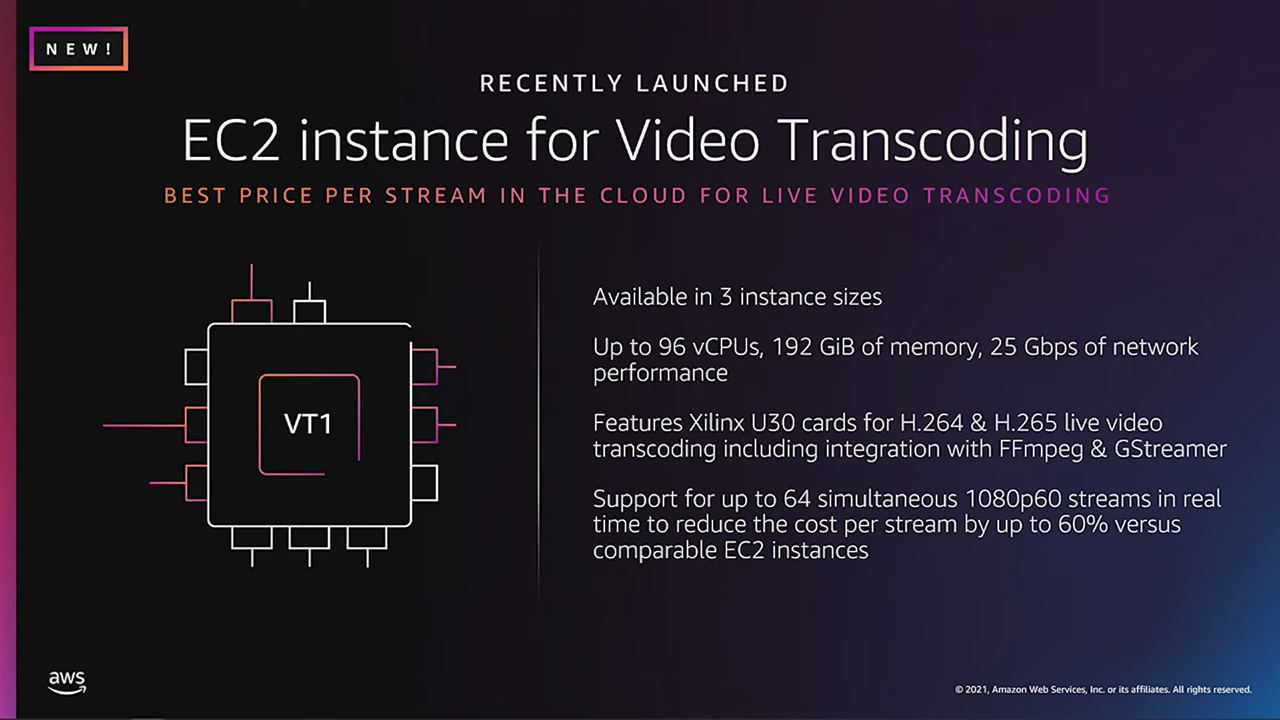 NEW!
RECENTLY LAUNCHED
EC2 instance for Video Transcoding
BEST PRICE PER STREAM IN THE CLOUD FOR LIVE VIDEO TRANSCODING
VT1
Available in 3 instance sizes
Up to 96 vCPUs, 192 GiB of memory, 25 Gbps of network
performance
Features Xilinx U30 cards for H.264 & H.265 live video
transcoding including integration with FFmpeg & GStreamer
Support for up to 64 simultaneous 1080p60 streams in real
time to reduce the cost per stream by up to 60% versus
comparable EC2 instances
aws
© 2021, Amazon Web Services, Inc. or its affiliates. All rights reserved.